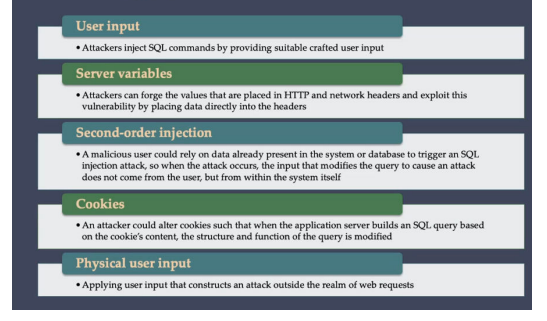 User input
• Attackers inject SQL commands by providing suitable crafted user input
Server variables
• Attackers can forge the values that are placed in HTTP and network headers and exploit this
vulnerability by placing data directly into the headers
Second-order injection
• A malicious user could rely on data already present in the system or database to trigger an SQL
injection attack, so when the attack occurs, the input that modifies the query to cause an attack
does not come from the user, but from within the system itself
Cookies
• An attacker could alter cookies such that when the application server builds an SQL query based
on the cookie's content, the structure and function of the query is modified
Physical user input
• Applying user input that constructs an attack outside the realm of web requests